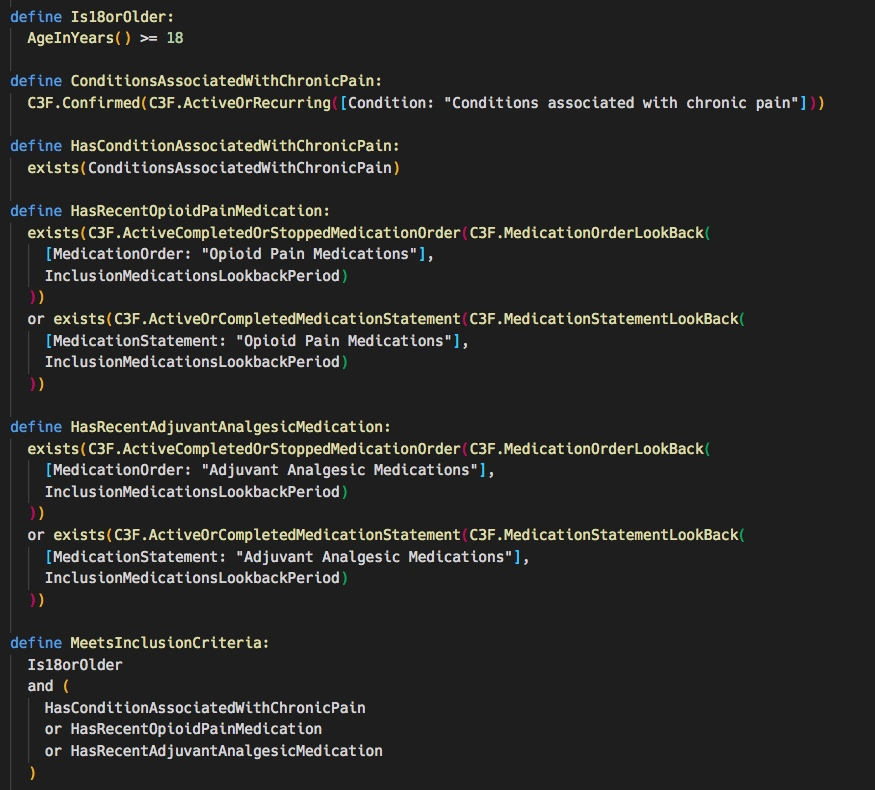 define Is18orOlder:
AgeInYears() >= 18
define ConditionsAssociatedWithChronicPain:
C3F.Confirmed(C3F.ActiveOrRecurring([Condition: "Conditions associated with chronic pain"]))
define HasConditionAssociatedWithChronicPain:
exists(ConditionsAssociatedWithChronicPain)
define HasRecentOpioidPainMedication:
exists(C3F.ActiveCompletedOrStoppedMedicationOrder(C3F.MedicationOrderLookBack(
[MedicationOrder: "Opioid Pain Medications"],
InclusionMedicationsLookbackPeriod)
))
or exists(C3F.ActiveOrCompletedMedicationStatement(C3F.MedicationStatementLookBack(
[MedicationStatement: "Opioid Pain Medications"],
InclusionMedicationsLookbackPeriod)
))
define HasRecentAdjuvantAnalgesicMedication:
exists(C3F.ActiveCompletedOrStoppedMedicationOrder(C3F.MedicationOrderLookBack(
[MedicationOrder: "Adjuvant Analgesic Medications"],
InclusionMedicationsLookbackPeriod)
))
or exists(C3F.ActiveOrCompletedMedicationStatement(C3F.MedicationStatementLookBack(
[MedicationStatement: "Adjuvant Analgesic Medications"],
InclusionMedicationsLookbackPeriod)
))
define MeetsInclusionCriteria:
Is18orOlder
and (
HasConditionAssociatedWithChronicPain
or HasRecentOpioidPainMedication
or HasRecentAdjuvantAnalgesicMedication
)